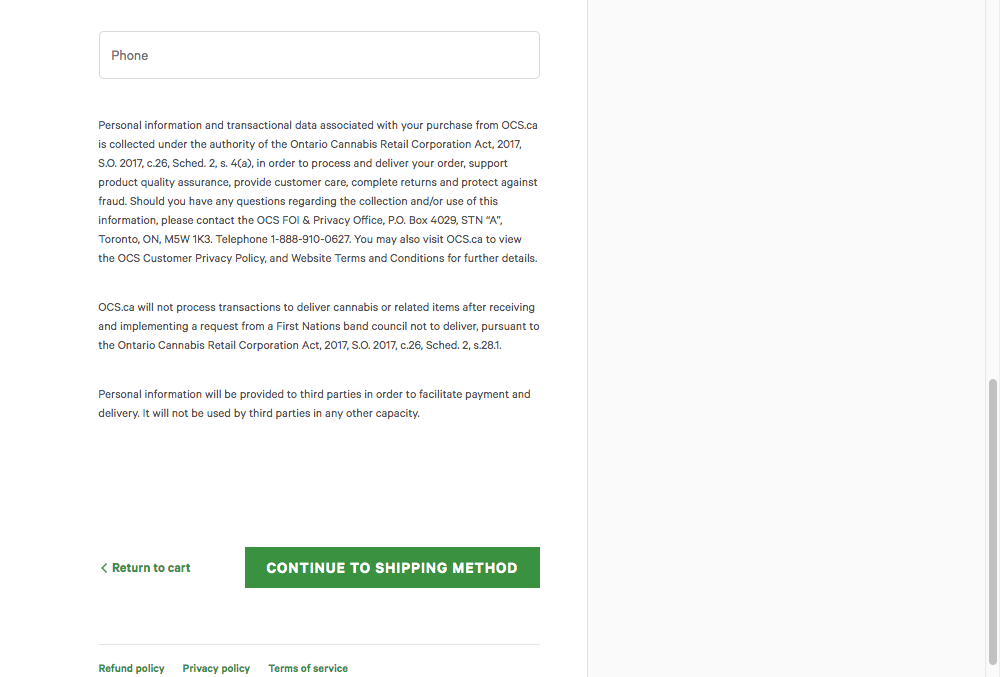 Phone
Personal information and transactional data associated with your purchase from OCS.ca
is collected under the authority of the Ontario Cannabis Retail Corporation Act, 2017,
S.O. 2017, c.26, Sched. 2, s. 4(a), in order to process and deliver your order, support
product quality assurance, provide customer care, complete returns and protect against
fraud. Should you have any questions regarding the collection and/or use of this
information, please contact the OCS FOI & Privacy Office, P.O. Box 4029, STN “A”,
Toronto, ON, M5W 1K3. Telephone 1-888-910-0627. You may also visit OCS.ca to view
the OCS Customer Privacy Policy, and Website Terms and Conditions for further details.
OCS.ca will not process transactions to deliver cannabis or related items after receiving
and implementing a request from a First Nations band council not to deliver, pursuant to
the Ontario Cannabis Retail Corporation Act, 2017, S.O. 2017, c.26, Sched. 2, s.28.1.
Personal information will be provided to third parties in order to facilitate payment and
delivery. It will not be used by third parties in any other capacity.
Return to cart
CONTINUE TO SHIPPING METHOD
Refund policy Privacy policy Terms of service